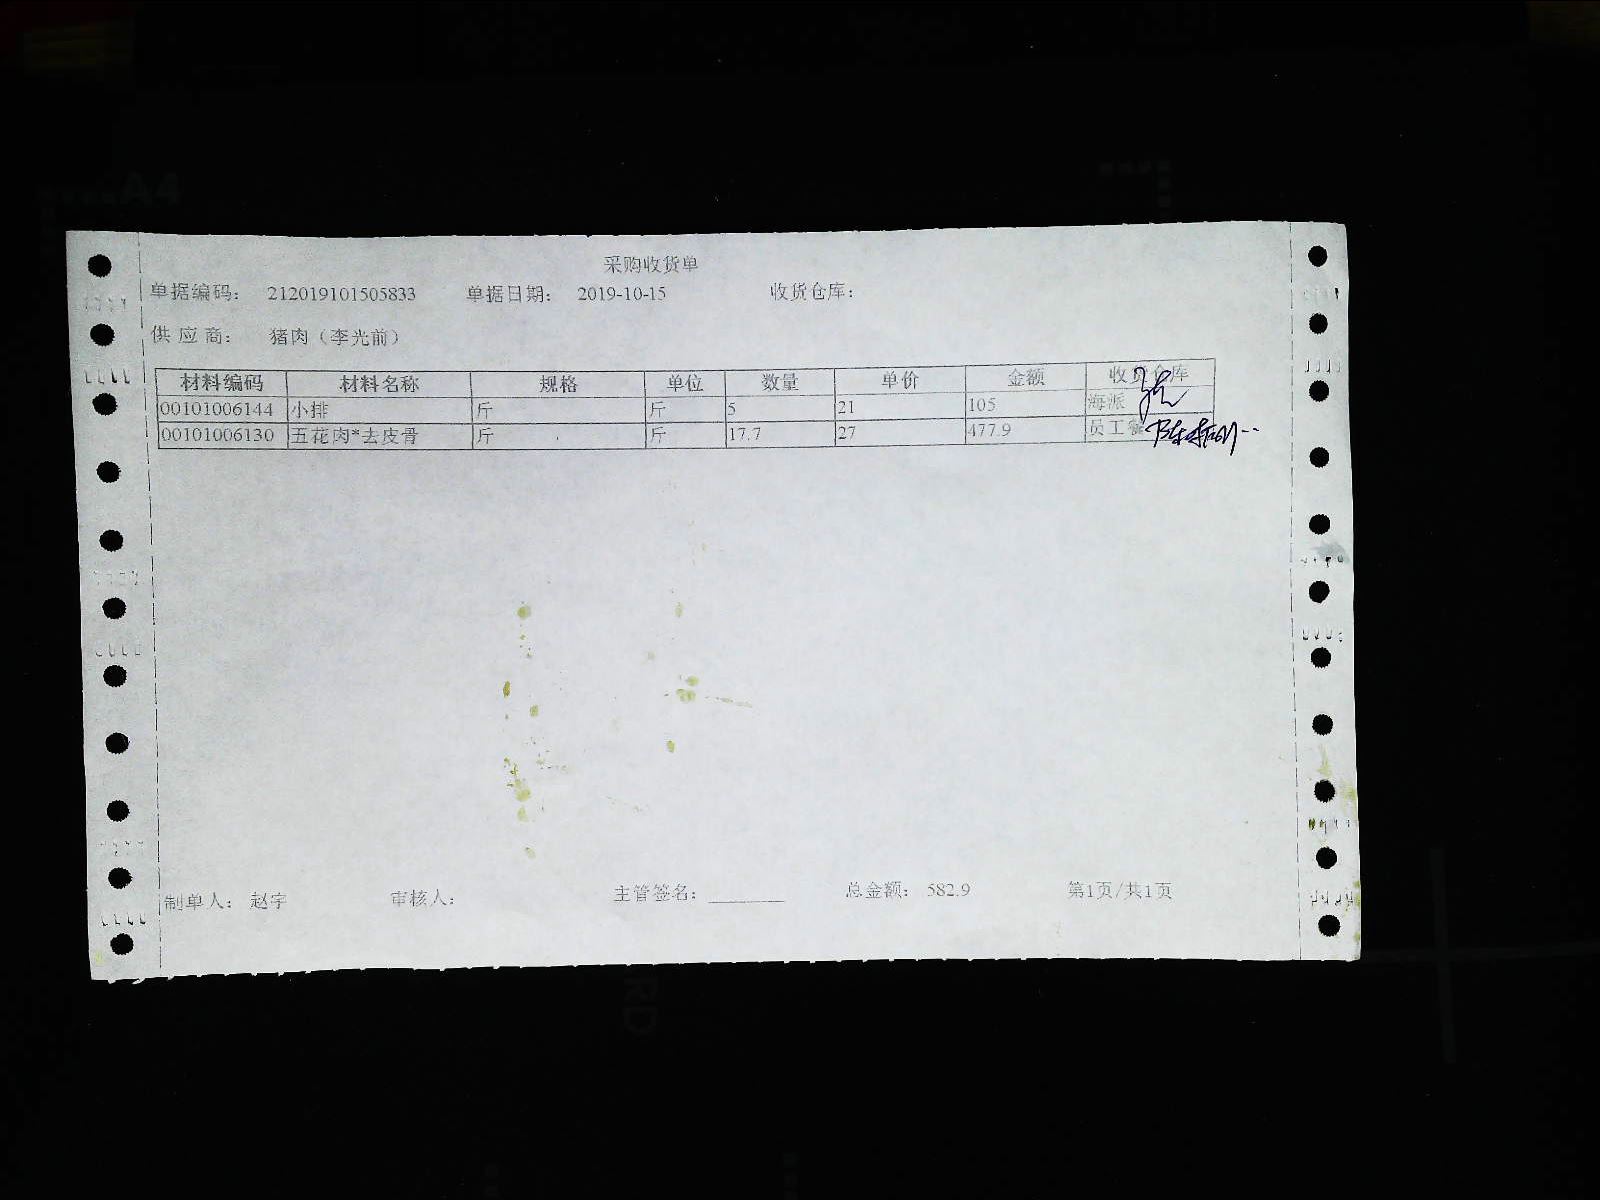 采购收货单
单据编码: 212019101505833 单据日期: 2019-10-15 收货仓库:
供应商: 猪肉（李光前）
材料编码 材料名称 规格 单位 数量 单价 金额 收货仓库
00101006144 小排 斤 斤 5 21 105 海派
00101006130 五花肉*去皮骨 斤 斤 17.7 27 477.9 员工餐
制单人: 赵宇 审核人: 主管签名: ________ 总金额: 582.9 第1页/共1页